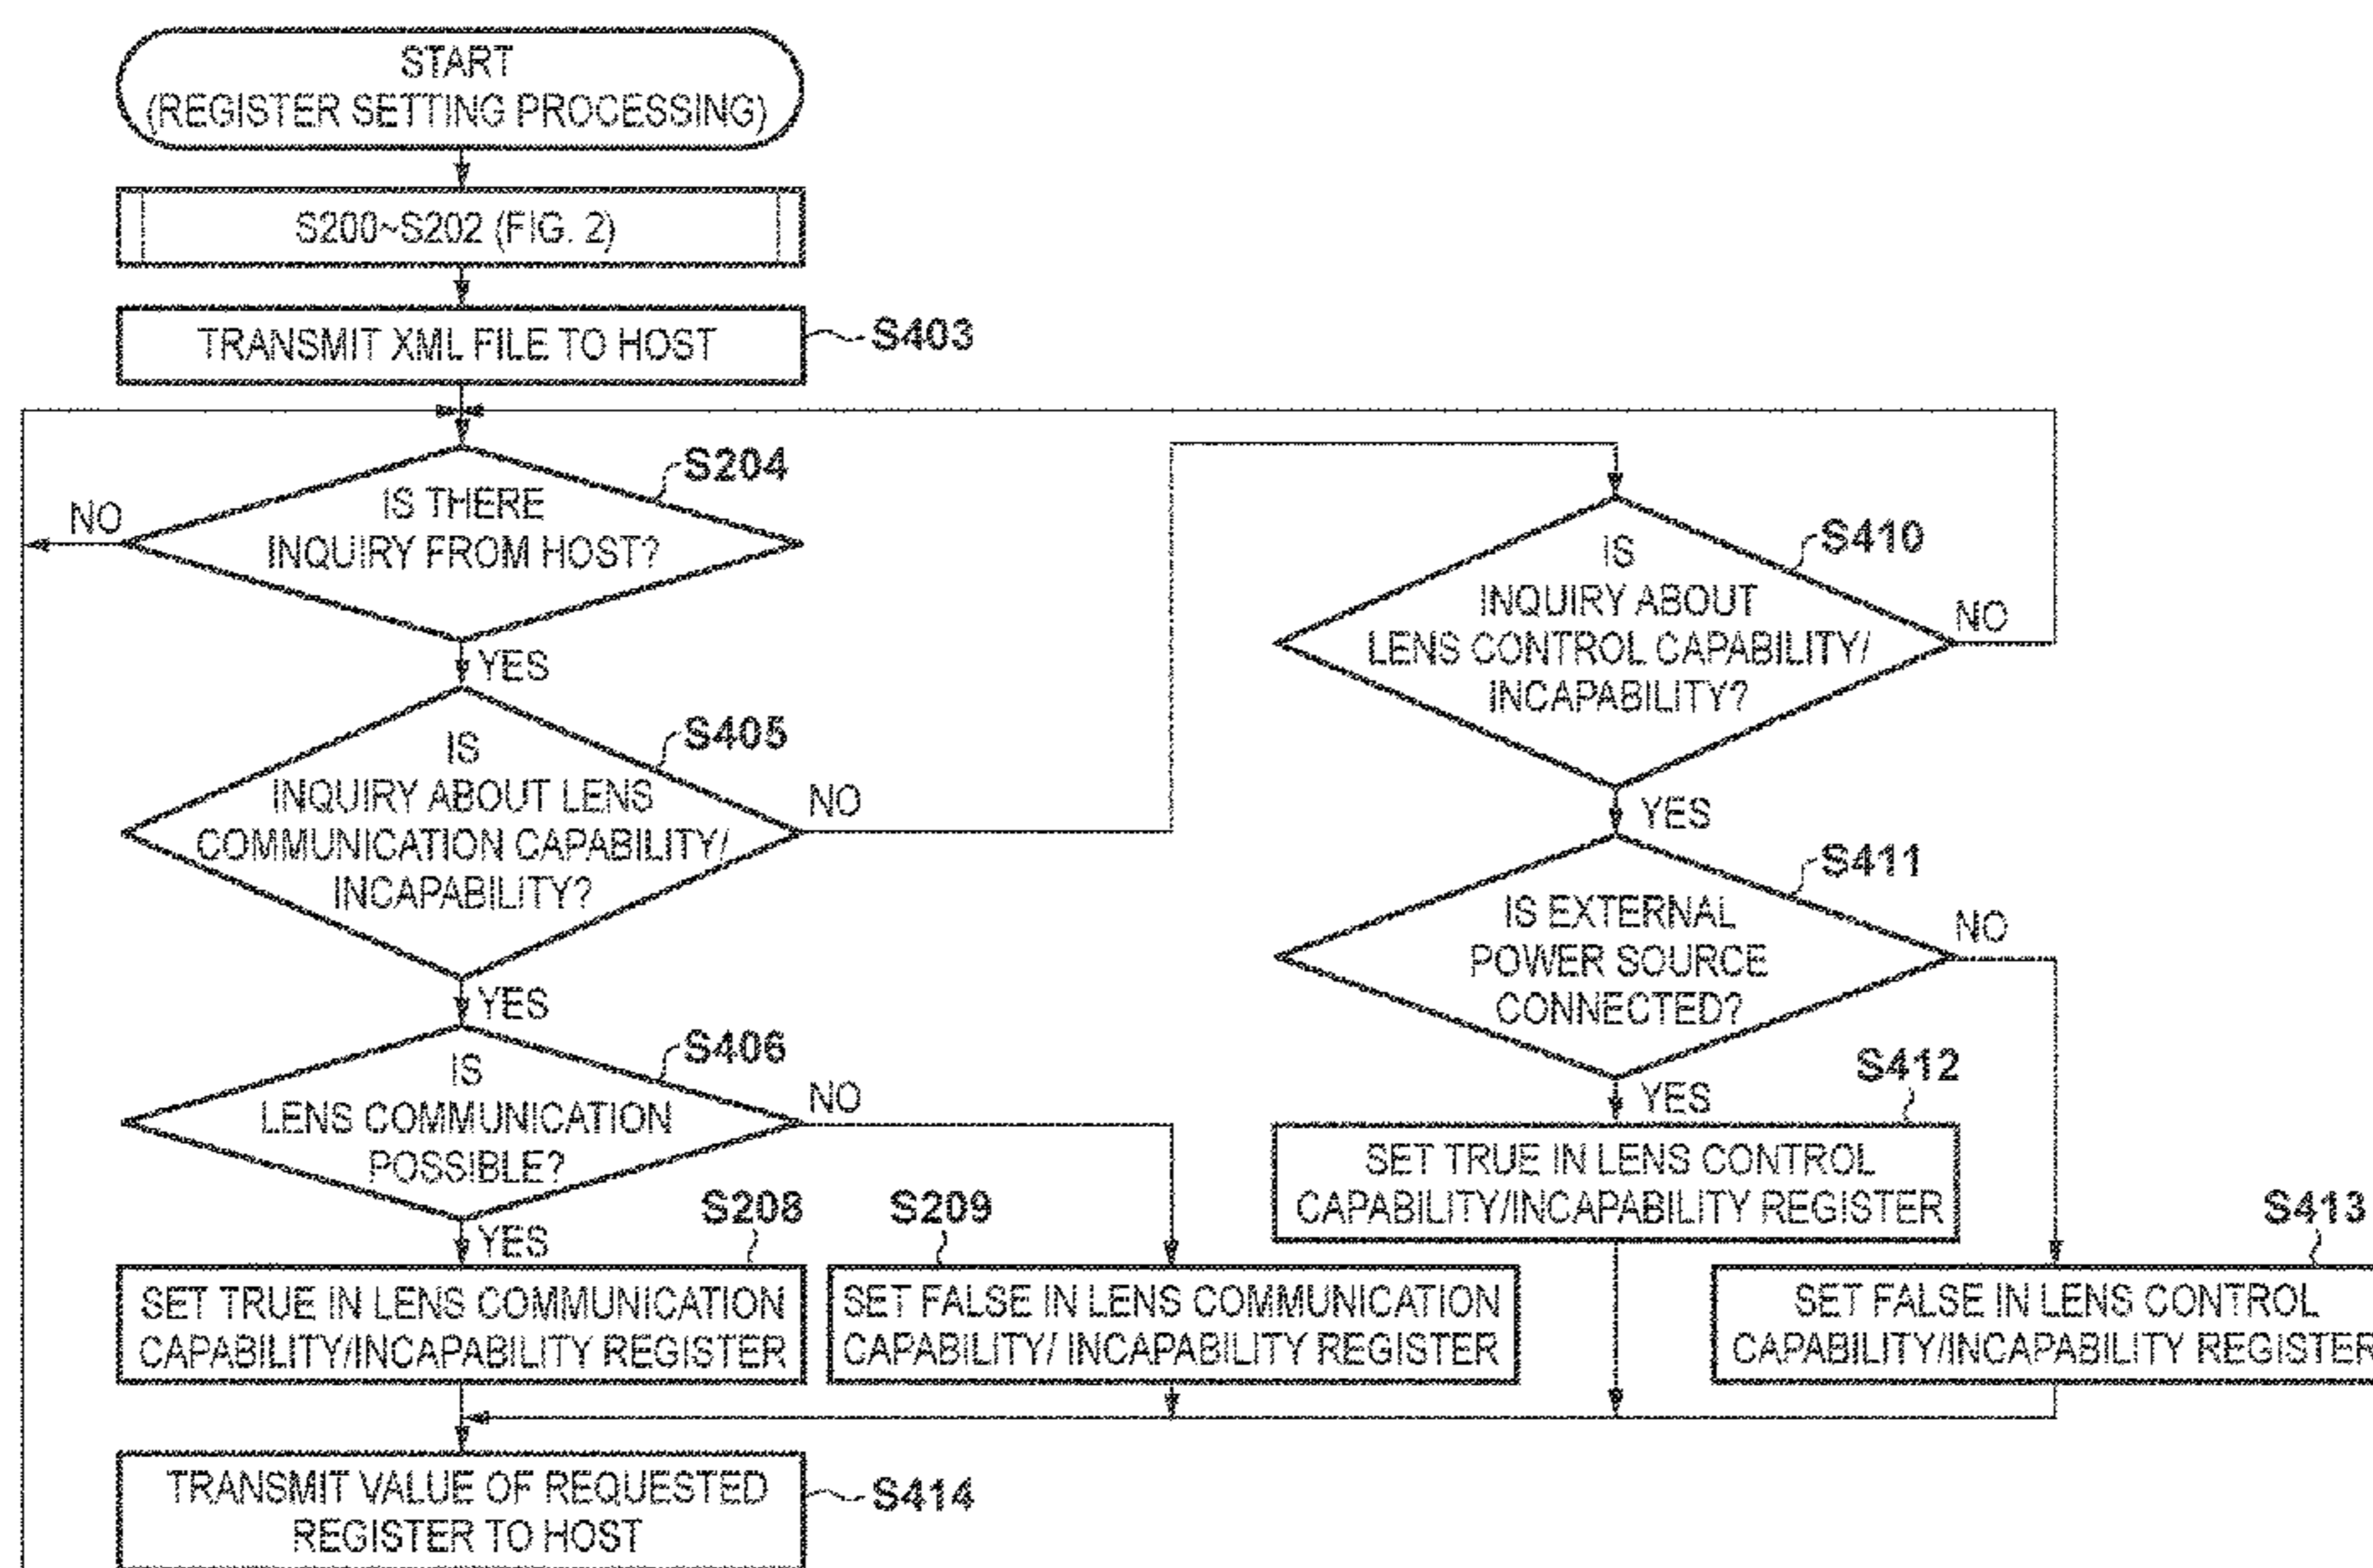 START
(REGISTER SETTING PROCESSING)
S200~S202 (FIG. 2)
TRANSMIT XML FILE TO HOST
S403
S204
IS THERE
INQUIRY FROM HOST?
NO
YES
S405
IS
INQUIRY ABOUT LENS
COMMUNICATION CAPABILITY/
INCAPABILITY?
NO
YES
S406
IS
LENS COMMUNICATION
POSSIBLE?
NO
YES
S208
SET TRUE IN LENS COMMUNICATION
CAPABILITY/INCAPABILITY REGISTER
S209
SET FALSE IN LENS COMMUNICATION
CAPABILITY/ INCAPABILITY REGISTER
S410
IS
INQUIRY ABOUT
LENS CONTROL CAPABILITY/
INCAPABILITY?
NO
YES
S411
IS EXTERNAL
POWER SOURCE
CONNECTED?
NO
YES
S412
SET TRUE IN LENS CONTROL
CAPABILITY/INCAPABILITY REGISTER
S413
SET FALSE IN LENS CONTROL
CAPABILITY/INCAPABILITY REGISTER
TRANSMIT VALUE OF REQUESTED
REGISTER TO HOST
S414